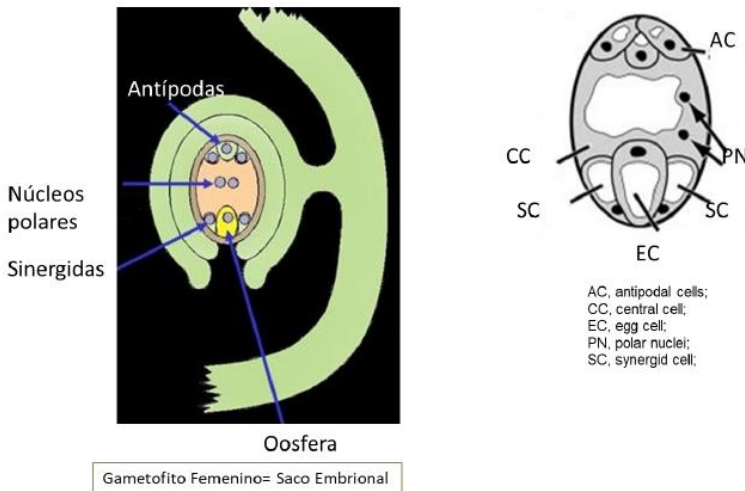 Antípodas
Núcleos
polares
Sinergidas
Oosfera
Gametofito Femenino= Saco Embrional
AC
CC
PN
SC
SC
EC
AC, antipodal cells;
CC, central cell;
EC, egg cell;
PN, polar nuclei;
SC, synergid cell;